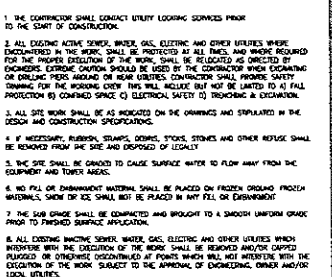 1 THE CONTRACTOR SHALL CONTACT UTILITY LOCATING SERVICES PRIOR
TO THE START OF CONSTRUCTION.
2. ALL EXISTING ACTIVE SEWER, WATER, GAS, ELECTRIC AND OTHER UTILITIES WHERE
ENCOUNTERED IN THE WORK, SHALL BE PROTECTED AT ALL TIMES, AND WHERE REQUIRED
FOR THE PROPER EXECUTION OF THE WORK, SHALL BE RELOCATED AS DIRECTED BY
ENGINEERS. EXTREME CAUTION SHOULD BE USED BY THE CONTRACTOR WHEN EXCAVATING
OR DRILLING PIERS AROUND OR NEAR UTILITIES. CONTRACTOR SHALL PROVIDE SAFETY
TRAINING FOR THE WORKING CREW THIS WILL INCLUDE BUT NOT BE LIMITED TO A) FALL
PROTECTION B) CONFINED SPACE C) ELECTRICAL SAFETY D) TRENCHING & EXCAVATION.
3. ALL SITE WORK SHALL BE AS INDICATED ON THE DRAWINGS AND STIPULATED IN THE
DESIGN AND CONSTRUCTION SPECIFICATIONS.
4 IF NECESSARY, RUBBISH, STUMPS, DEBRIS, STICKS, STONES AND OTHER REFUSE SHALL
BE REMOVED FROM THE SITE AND DISPOSED OF LEGALLY
5. THE SITE SHALL BE GRADED TO CAUSE SURFACE WATER TO FLOW AWAY FROM THE
EQUIPMENT AND TOWER AREAS.
6. NO FILL OR EMBANKMENT MATERIAL SHALL BE PLACED ON FROZEN GROUND FROZEN
MATERIALS, SNOW OR ICE SHALL NOT BE PLACED IN ANY FILL OR EMBANKMENT
7 THE SUB GRADE SHALL BE COMPACTED AND BROUGHT TO A SMOOTH UNIFORM GRADE
PRIOR TO FINISHED SURFACE APPLICATION.
8. ALL EXISTING INACTIVE SEWER, WATER, GAS, ELECTRIC AND OTHER UTILITIES WHICH
INTERFERE WITH THE EXECUTION OF THE WORK SHALL BE REMOVED AND/OR CAPPED
PLUGGED OR OTHERWISE DISCONTINUED AT POINTS WHICH WILL NOT INTERFERE WITH THE
EXECUTION OF THE WORK SUBJECT TO THE APPROVAL OF ENGINEERING, OWNER AND/OR
LOCAL UTILITIES.